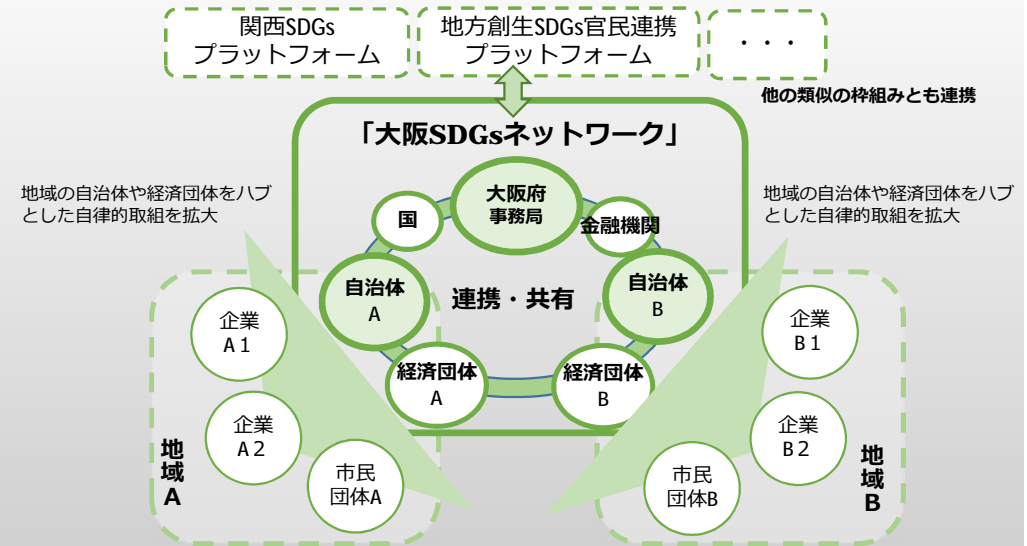 関西SDGs
プラットフォーム
地方創生SDGs官民連携
プラットフォーム
・・・
他の類似の枠組みとも連携
「大阪SDGsネットワーク」
地域の自治体や経済団体をハブ
とした自律的取組を拡大
地域の自治体や経済団体をハブ
とした自律的取組を拡大
大阪府
事務局
国
金融機関
自治体
A
連携・共有
自治体
B
経済団体
A
経済団体
B
企業
A1
企業
A2
市民
団体A
地域A
企業
B1
企業
B2
市民
団体B
地域B